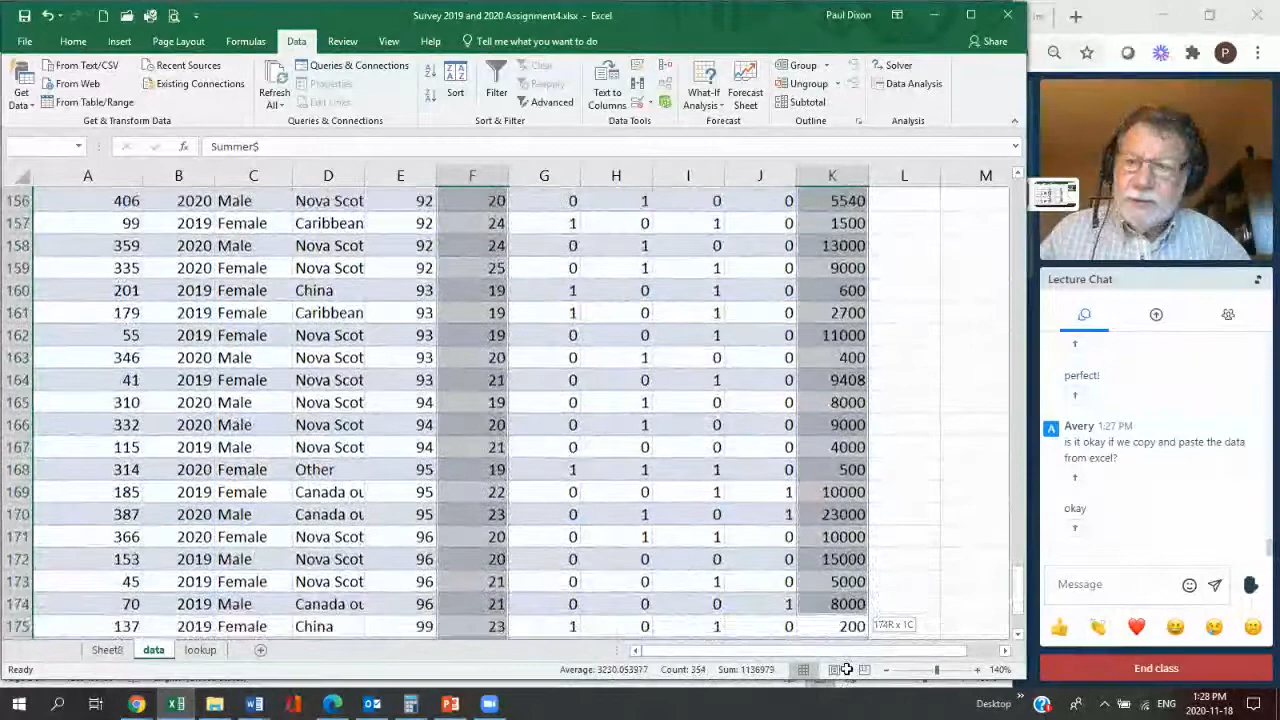 Survey 2019 and 2020 Assignment4.xlsx - Excel
Paul Dixon
File Home Insert Page Layout Formulas Data Review View Help Tell me what you want to do Share
Get Data
From Text/CSV
From Web
From Table/Range
Recent Sources
Existing Connections
Get & Transform Data
Refresh All
Queries & Connections
Properties
Edit Links
Queries & Connections
Sort
Filter
Clear
Reapply
Advanced
Sort & Filter
Text to Columns
Data Tools
What-If Analysis
Forecast Sheet
Forecast
Group
Ungroup
Subtotal
Outline
Solver
Data Analysis
Analysis
fx Summer$
A B C D E F G H I J K L M
156 406 2020 Male Nova Scot 92 20 0 1 0 0 5540
157 99 2019 Female Caribbean 92 24 1 0 1 0 1500
158 359 2020 Male Nova Scot 92 24 0 1 0 0 13000
159 335 2020 Female Nova Scot 92 25 0 1 1 0 9000
160 201 2019 Female China 93 19 1 0 1 0 600
161 179 2019 Female Caribbean 93 19 1 0 1 0 2700
162 55 2019 Female Nova Scot 93 19 0 0 1 0 11000
163 346 2020 Male Nova Scot 93 20 0 1 0 0 400
164 41 2019 Female Nova Scot 93 21 0 0 1 0 9408
165 310 2020 Male Nova Scot 94 19 0 1 0 0 8000
166 332 2020 Male Nova Scot 94 20 0 1 0 0 9000
167 115 2019 Male Nova Scot 94 21 0 0 0 0 4000
168 314 2020 Female Other 95 19 1 1 1 0 500
169 185 2019 Female Canada ou 95 22 0 0 1 1 10000
170 387 2020 Male Canada ou 95 23 0 1 0 1 23000
171 366 2020 Female Nova Scot 96 20 0 1 1 0 10000
172 153 2019 Male Nova Scot 96 20 0 0 0 0 15000
173 45 2019 Female Nova Scot 96 21 0 0 1 0 5000
174 70 2019 Male Canada ou 96 21 0 0 0 1 8000
175 137 2019 Female China 99 23 1 0 1 0 200
174R x 1C
Sheet8 data lookup
Ready Average: 3230.053977 Count: 354 Sum: 1136979 140%
P
Lecture Chat
perfect!
A Avery 1:27 PM
is it okay if we copy and paste the data
from excel?
okay
Message
End class
Desktop ENG 1:28 PM
2020-11-18